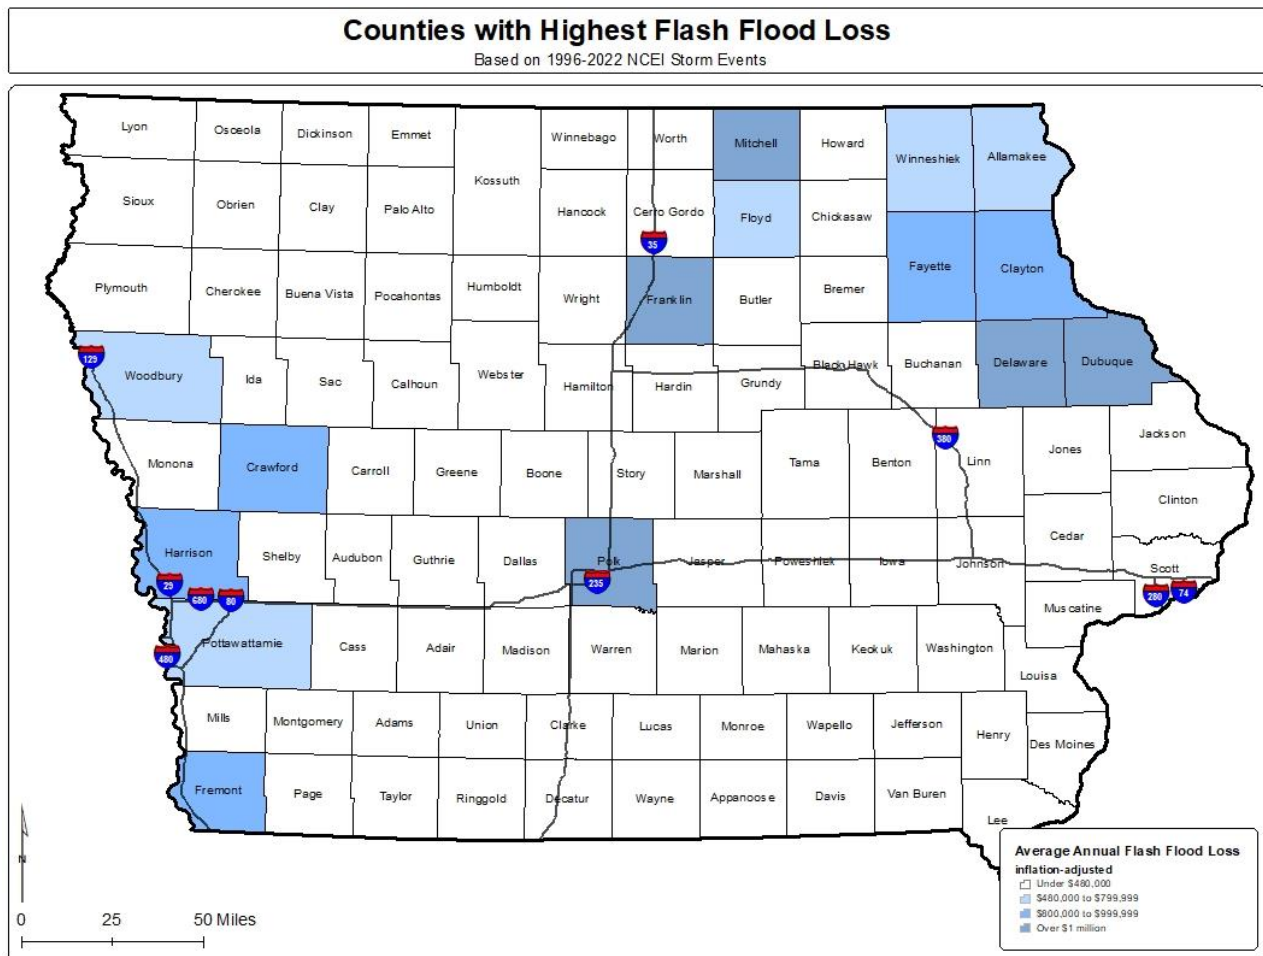 Counties with Highest Flash Flood Loss
Based on 1996-2022 NCEI Storm Events
Lyon
Osceola
Dickinson
Emmet
Winnebago
Worth
Mitchell
Howard
Winneshiek
Allamakee
Kossuth
Sioux
Obrien
Clay
Palo Alto
Hancock
Cerro Gordo
Floyd
Chickasaw
35
Fayette
Clayton
Plymouth
Cherokee
Buena Vista
Pocahontas
Humboldt
Wright
Franklin
Butler
Bremer
129
Woodbury
Ida
Sac
Calhoun
Webster
Hamilton
Hardin
Grundy
Black Hawk
Buchanan
Delaware
Dubuque
Monona
Crawford
Carroll
Greene
Boone
Story
Marshall
Tama
Benton
380
Linn
Jones
Jackson
Clinton
Harrison
Shelby
Audubon
Guthrie
Dallas
Polk
Jasper
Poweshiek
Iowa
Johnson
Cedar
Scott
29
680
80
235
280
74
Muscatine
480
Pottawattamie
Cass
Adair
Madison
Warren
Marion
Mahaska
Keokuk
Washington
Louisa
Mills
Montgomery
Adams
Union
Clarke
Lucas
Monroe
Wapello
Jefferson
Henry
Des Moines
Fremont
Page
Taylor
Ringgold
Decatur
Wayne
Appanoose
Davis
Van Buren
Lee
N
0 25 50 Miles
Average Annual Flash Flood Loss
inflation-adjusted
Under $480,000
$480,000 to $799,999
$800,000 to $999,999
Over $1 million